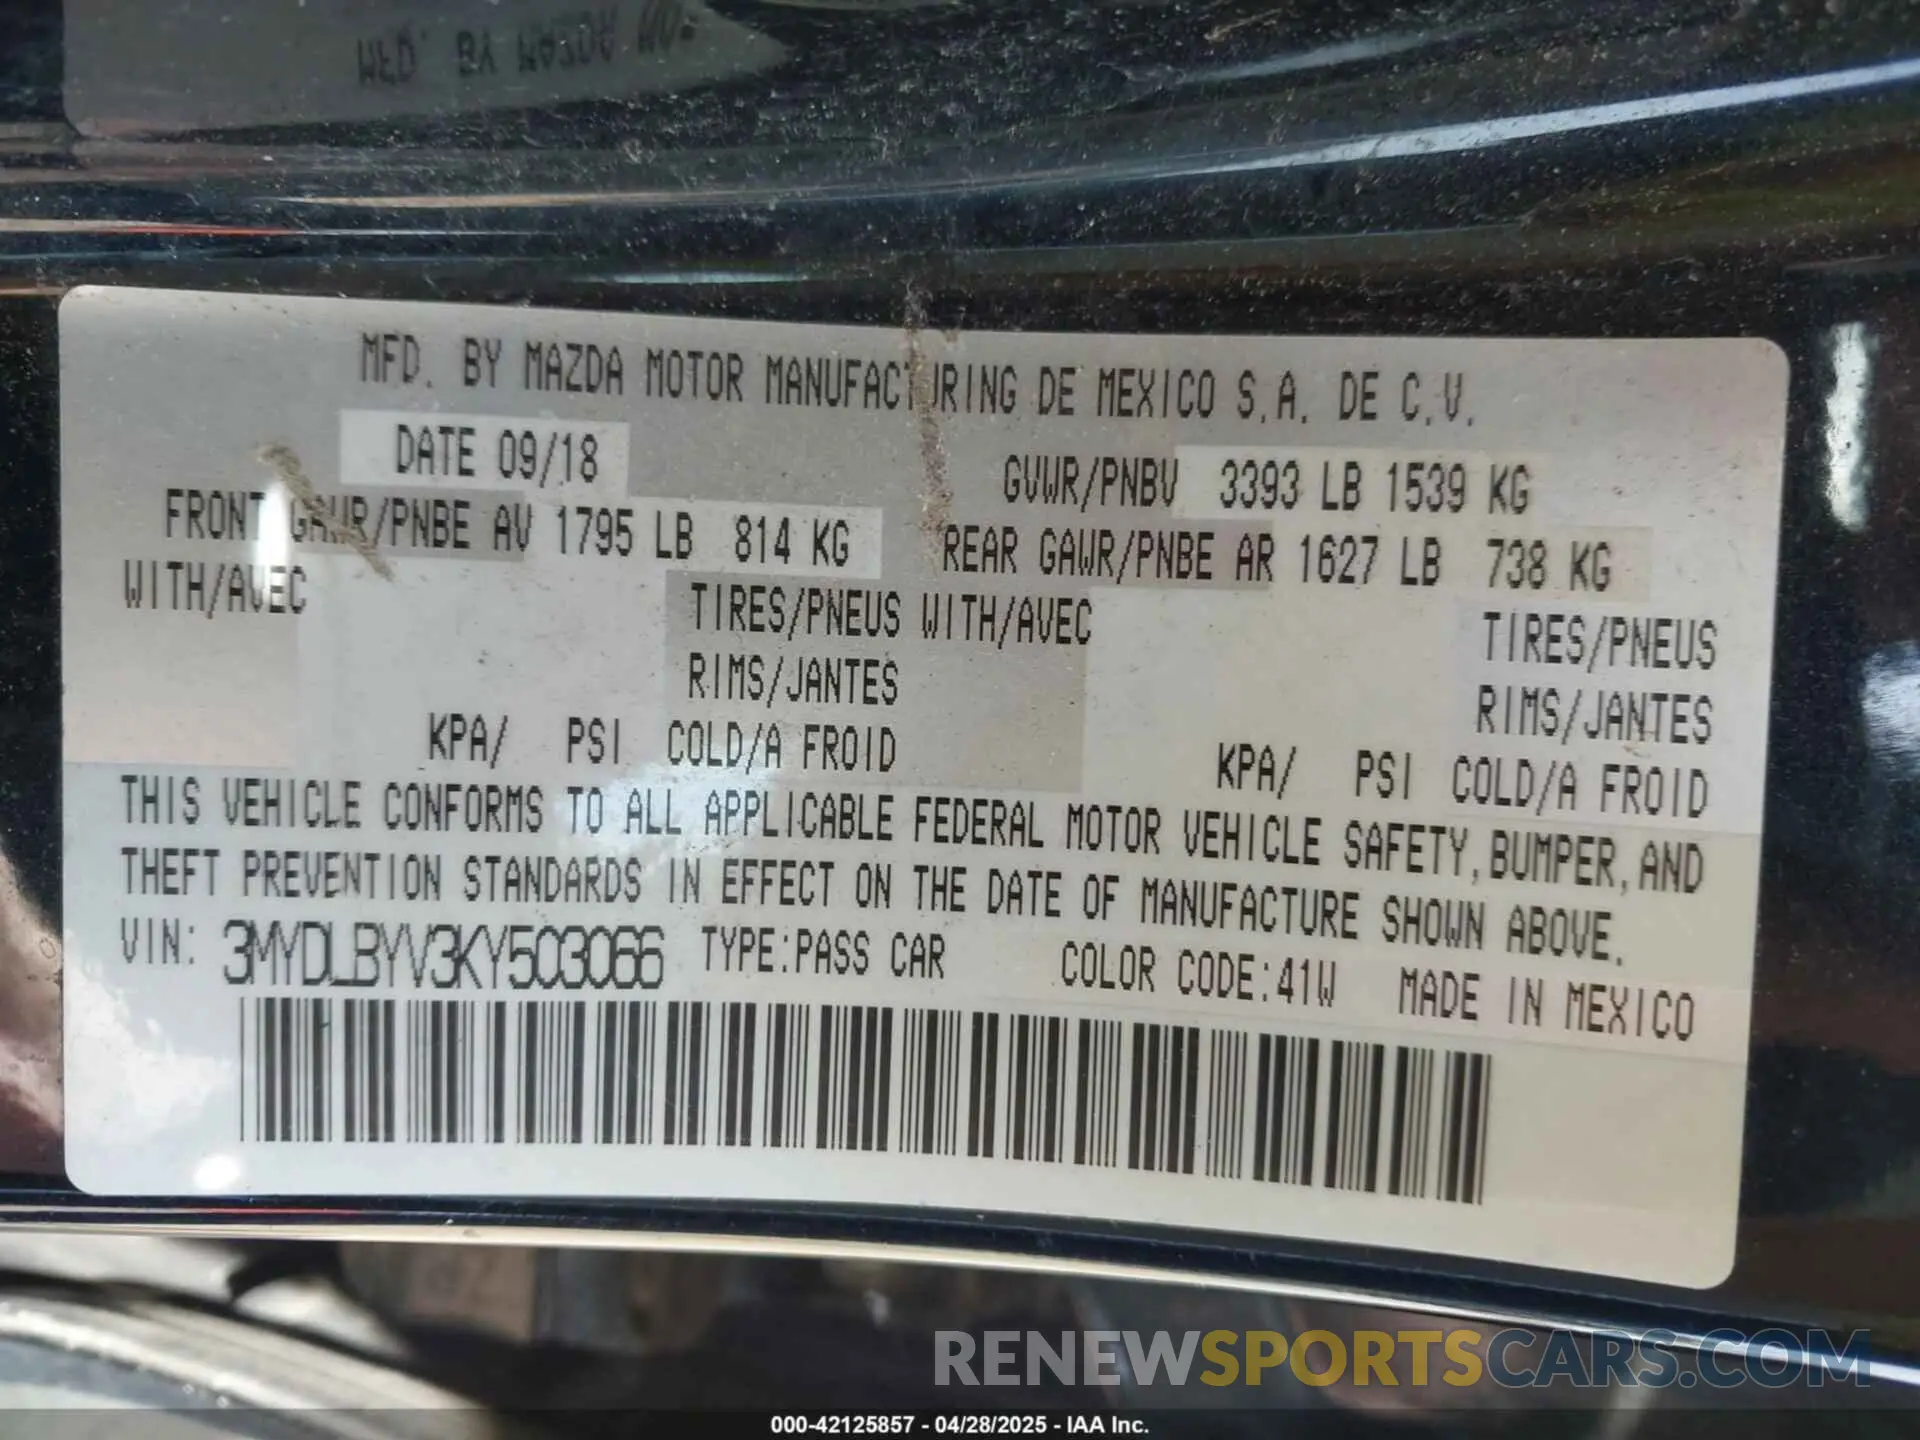 MFD. BY MAZDA MO
MFD. BY MAZDA MOTOR MANUFACTURING DE MEXICO S.A. DE C.V.
DATE 09/18 GVWR/PNBV 3393 LB 1539 KG
FRONT GAWR/PNBE AV 1795 LB 814 KG REAR GAWR/PNBE AR 1627 LB 738 KG
WITH/AVEC TIRES/PNEUS WITH/AVEC TIRES/PNEUS
RIMS/JANTES RIMS/JANTES
KPA/ PSI COLD/A FROID KPA/ PSI COLD/A FROID
THIS VEHICLE CONFORMS TO ALL APPLICABLE FEDERAL MOTOR VEHICLE SAFETY, BUMPER, AND
THEFT PREVENTION STANDARDS IN EFFECT ON THE DATE OF MANUFACTURE SHOWN ABOVE.
VIN: 3MYDLBYV3KY503066 TYPE:PASS CAR COLOR CODE:41W MADE IN MEXICO
RENEWSPORTSCARS.COM
000-42125857 - 04/28/2025 - IAA Inc.